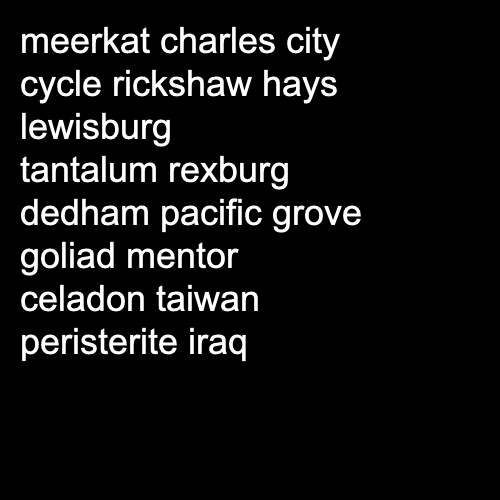 meerkat charles city
cycle rickshaw hays
lewisburg
tantalum rexburg
dedham pacific grove
goliad mentor
celadon taiwan
peristerite iraq